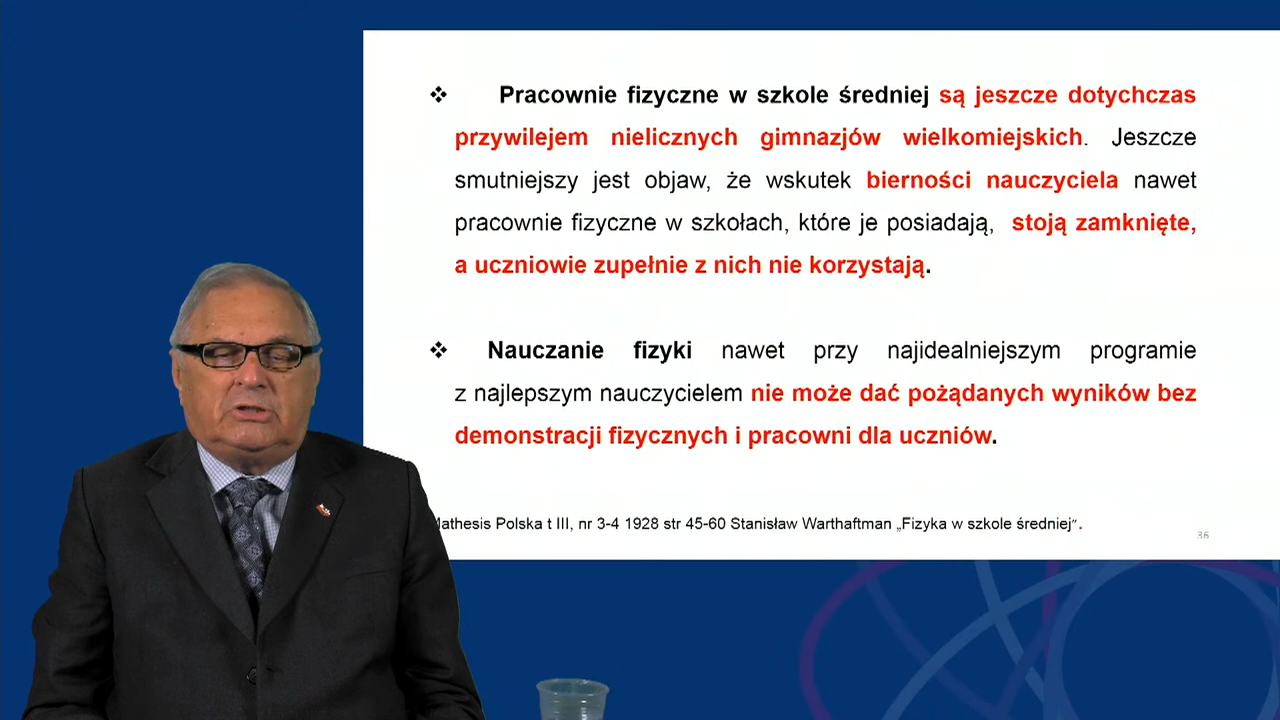 ❖ Pracownie fizyczne w szkole średniej są jeszcze dotychczas
przywilejem nielicznych gimnazjów wielkomiejskich. Jeszcze
smutniejszy jest objaw, że wskutek bierności nauczyciela nawet
pracownie fizyczne w szkołach, które je posiadają, stoją zamknięte,
a uczniowie zupełnie z nich nie korzystają.
❖ Nauczanie fizyki nawet przy najidealniejszym programie
z najlepszym nauczycielem nie może dać pożądanych wyników bez
demonstracji fizycznych i pracowni dla uczniów.
Mathesis Polska t III, nr 3-4 1928 str 45-60 Stanisław Warthaftman „Fizyka w szkole średniej”.
36